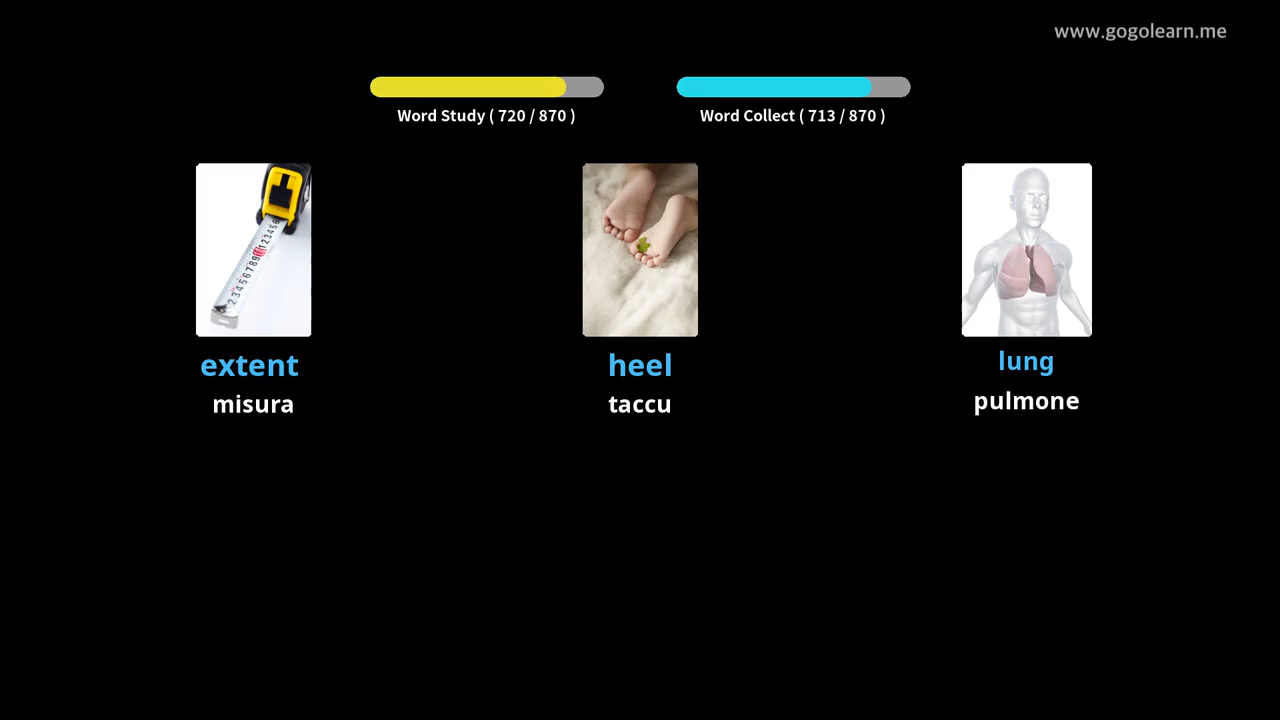 www.gogolearn.me
Word Study ( 720 / 870 )
Word Collect ( 713 / 870 )
extent
misura
heel
taccu
lung
pulmone